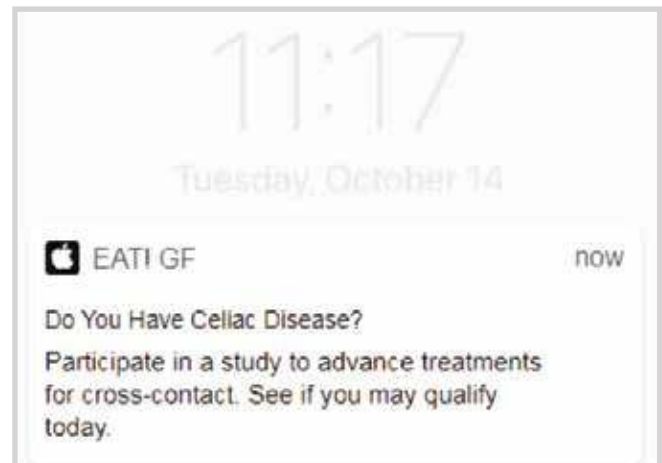 11:17
Tuesday, October 14
EAT! GF
now
Do You Have Celiac Disease?
Participate in a study to advance treatments
for cross-contact. See if you may qualify
today.